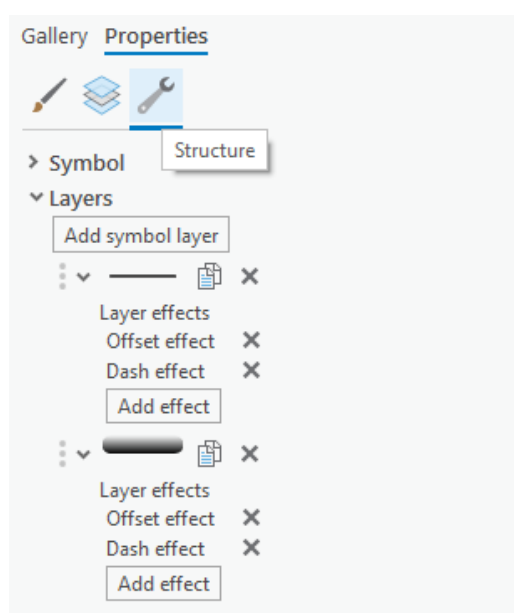 Gallery Properties
Structure
Symbol
Layers
Add symbol layer
Layer effects
Offset effect
Dash effect
Add effect
Layer effects
Offset effect
Dash effect
Add effect